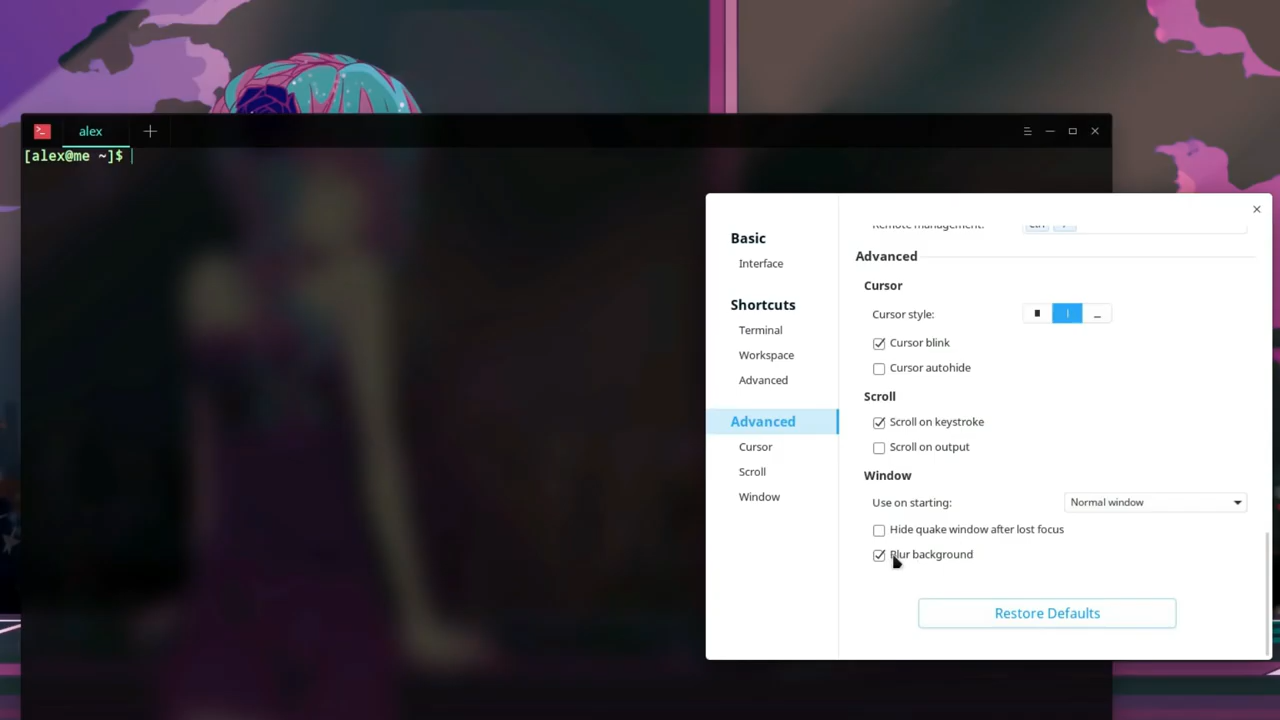 alex
[alex@me ~]$
Basic
Interface
Shortcuts
Terminal
Workspace
Advanced
Advanced
Cursor
Scroll
Window
Remote management:
Advanced
Cursor
Cursor style:
Cursor blink
Cursor autohide
Scroll
Scroll on keystroke
Scroll on output
Window
Use on starting: Normal window
Hide quake window after lost focus
Blur background
Restore Defaults